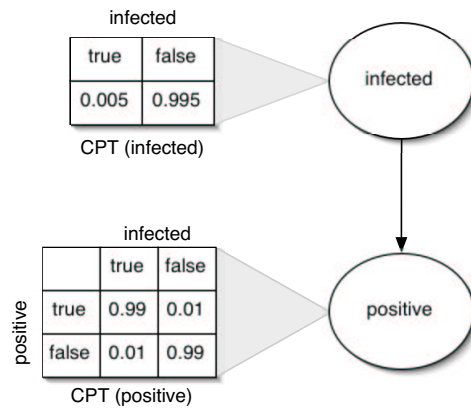 infected
true false
0.005 0.995
CPT (infected)
infected
infected
true false
positive
true 0.99 0.01
false 0.01 0.99
CPT (positive)
positive